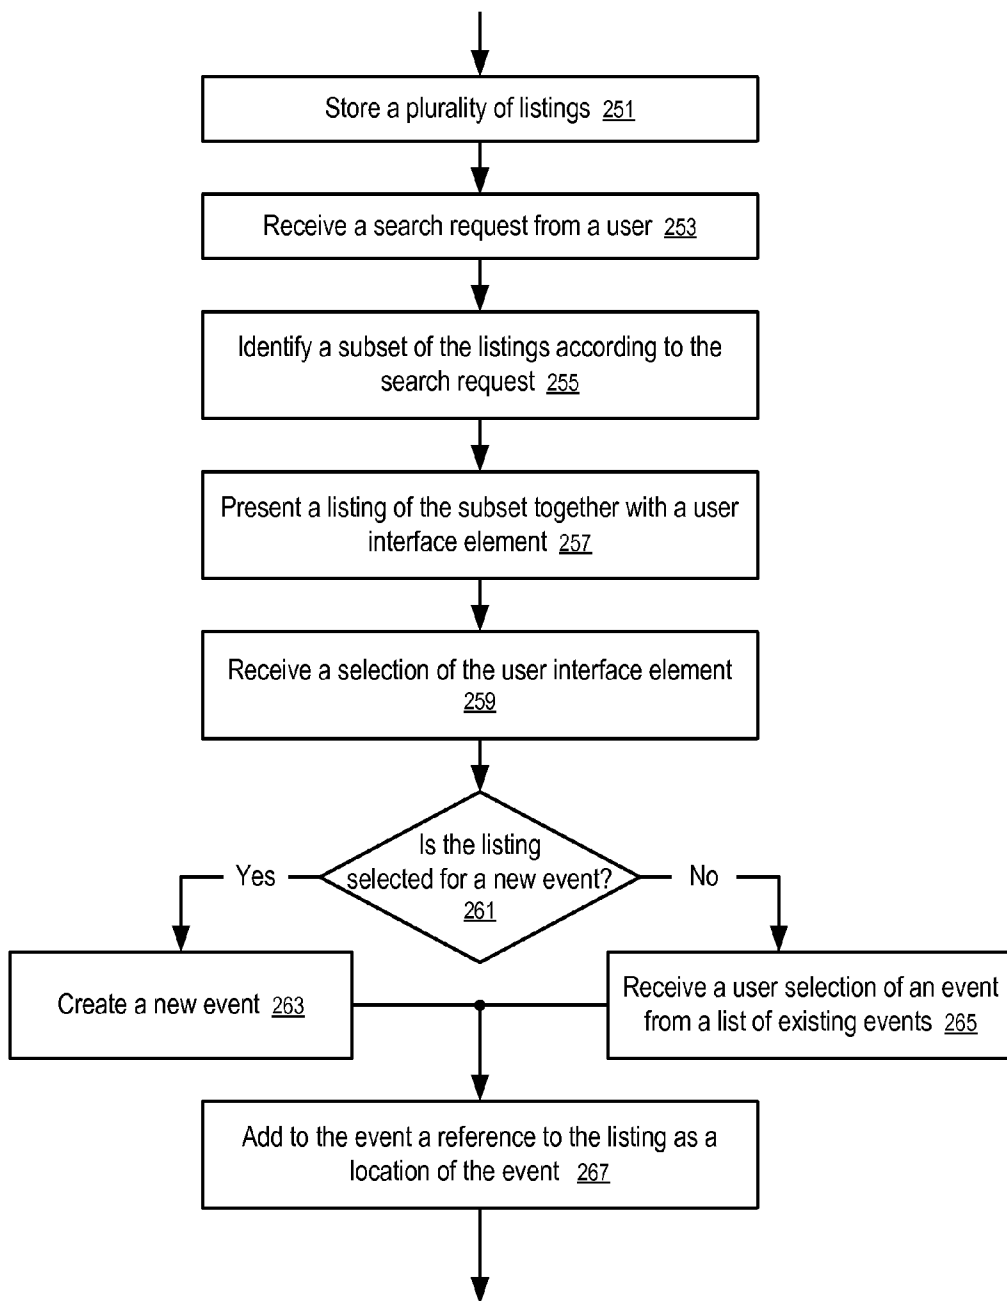 Store a plurality of listings 251
Receive a search request from a user 253
Identify a subset of the listings according to the
search request 255
Present a listing of the subset together with a user
interface element 257
Receive a selection of the user interface element
259
Is the listing
selected for a new event?
261
Yes
No
Create a new event 263
Receive a user selection of an event
from a list of existing events 265
Add to the event a reference to the listing as a
location of the event 267